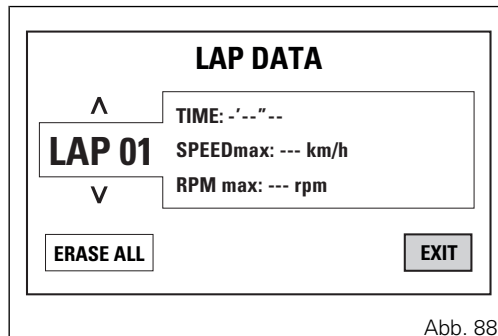 LAP DATA
TIME: -'--"--
LAP 01
SPEEDmax: --- km/h
RPM max: --- rpm
ERASE ALL
EXIT
Abb. 88